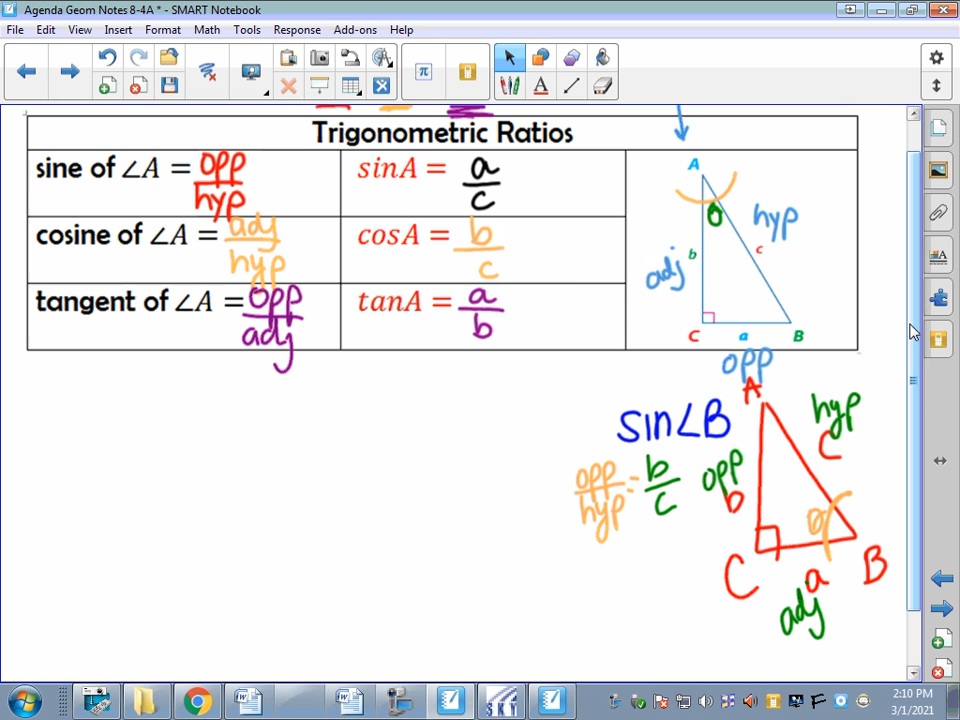 Agenda Geom Notes 8-4A * - SMART Notebook
File Edit View Insert Format Tools Response Add-ons Help
π
A
A
Trigonometric Ratios
sine of ∠A = opp/hyp sinA = a/c
cosine of ∠A = adj/hyp cosA = b/c
tangent of ∠A = opp/adj tanA = a/b
A
θ hyp
adj b c
C a B
opp
A
sin∠B hyp
c
opp/hyp = b/c opp
b
θ
C a B
adj
SKT
2:10 PM
3/1/2021